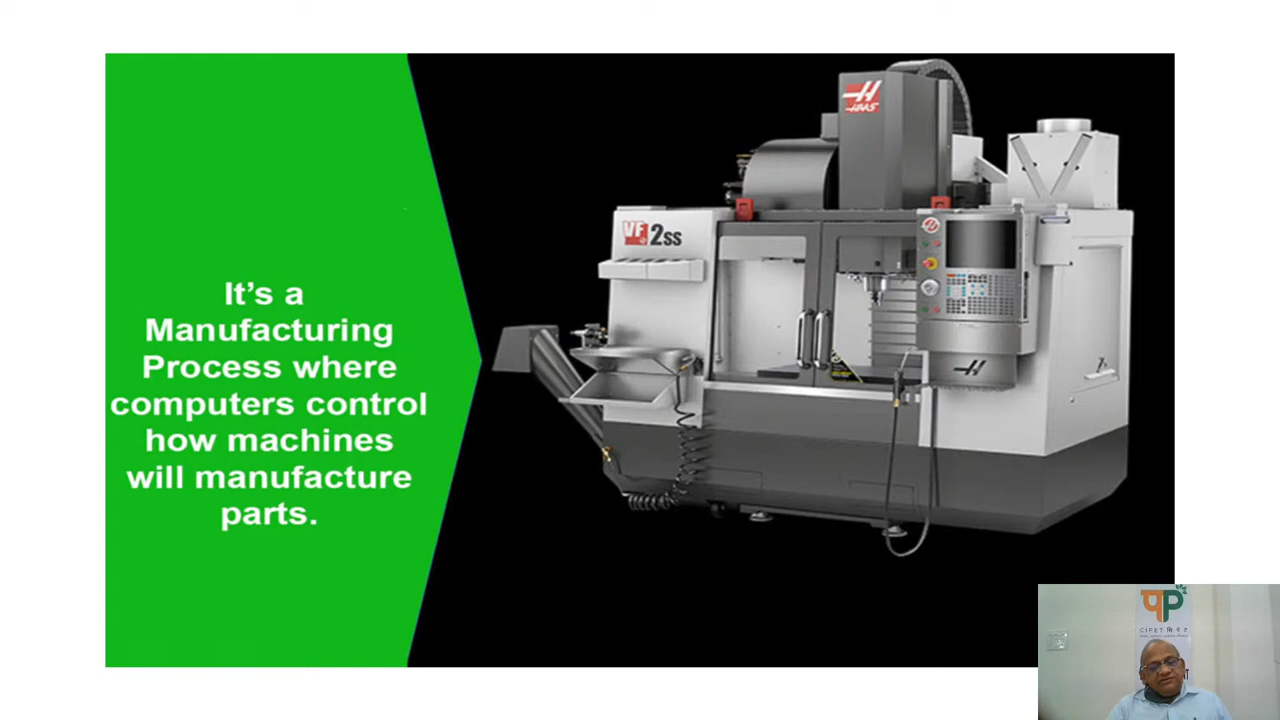 It's a
Manufacturing
Process where
computers control
how machines
will manufacture
parts.
HAAS
VF 2SS
CIPET सिपेट